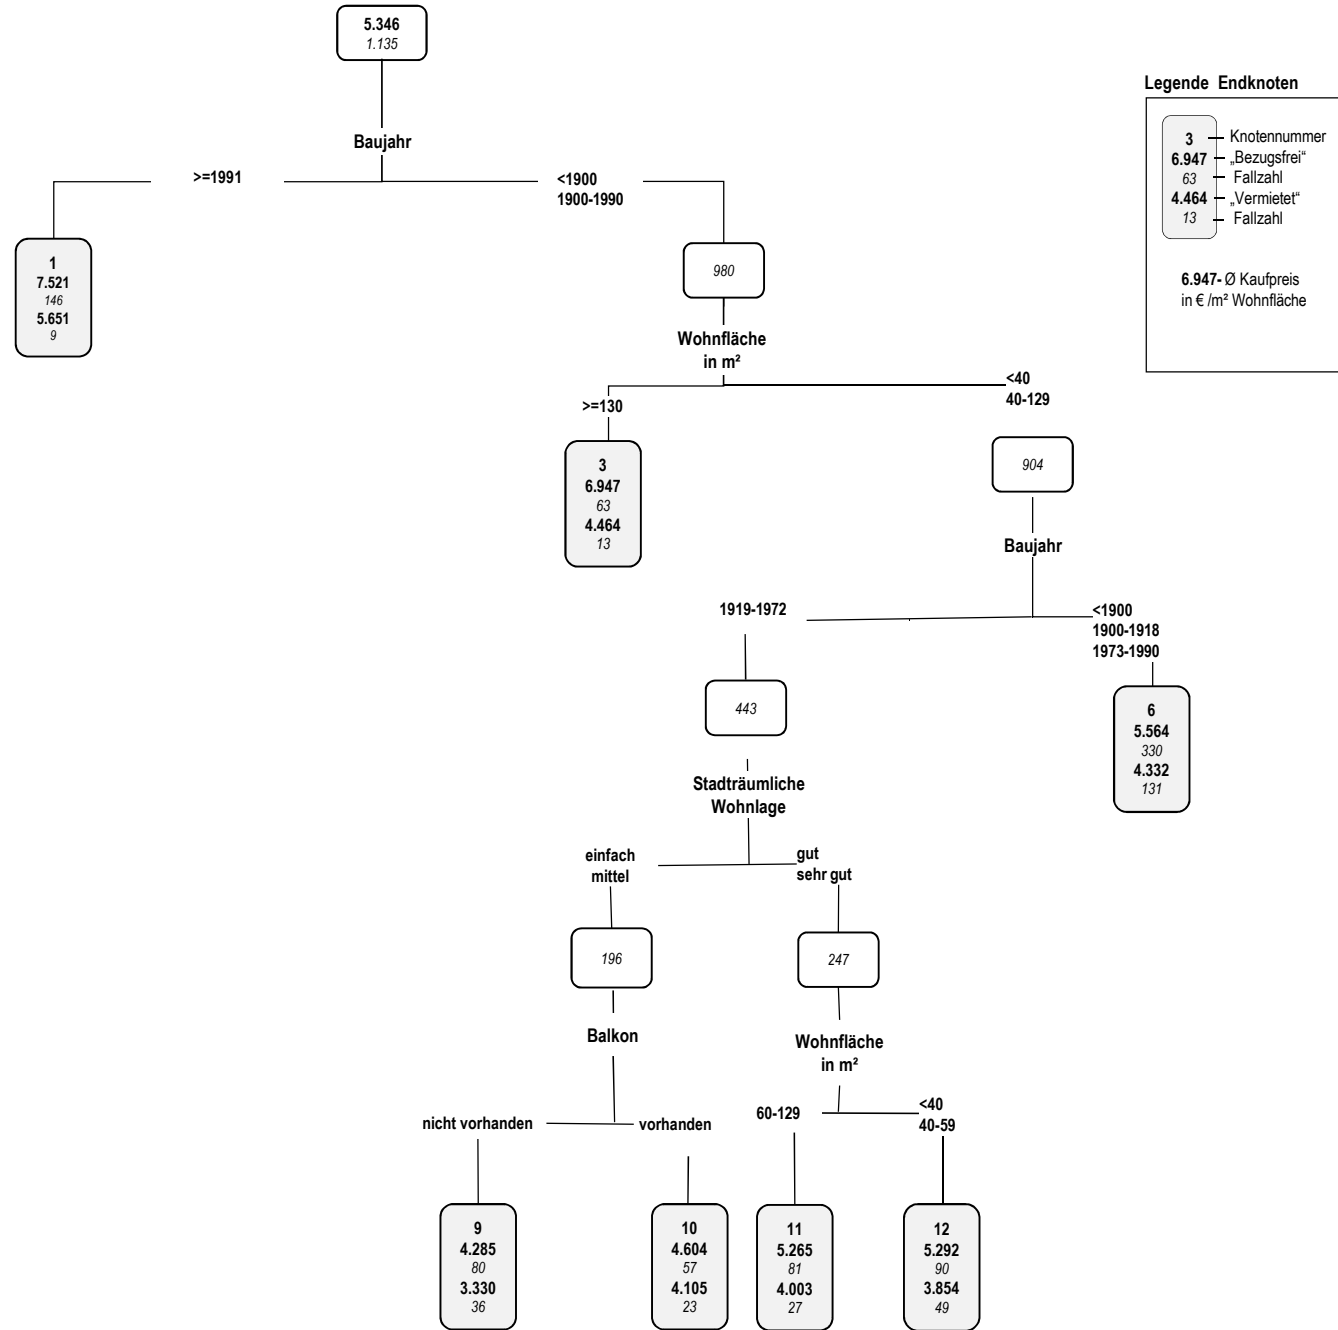 5.346
1.135
Baujahr
>=1991
<1900
1900-1990
1
7.521
146
5.651
9
980
Wohnfläche
in m²
>=130
<40
40-129
3
6.947
63
4.464
13
904
Baujahr
1919-1972
<1900
1900-1918
1973-1990
443
6
5.564
330
4.332
131
Stadträumliche
Wohnlage
einfach
mittel
gut
sehr gut
196
247
Balkon
Wohnfläche
in m²
nicht vorhanden
vorhanden
60-129
<40
40-59
9
4.285
80
3.330
36
10
4.604
57
4.105
23
11
5.265
81
4.003
27
12
5.292
90
3.854
49
Legende Endknoten
3 Knotennummer
6.947 „Bezugsfrei“
63 Fallzahl
4.464 „Vermietet“
13 Fallzahl
6.947- Ø Kaufpreis
in € /m² Wohnfläche